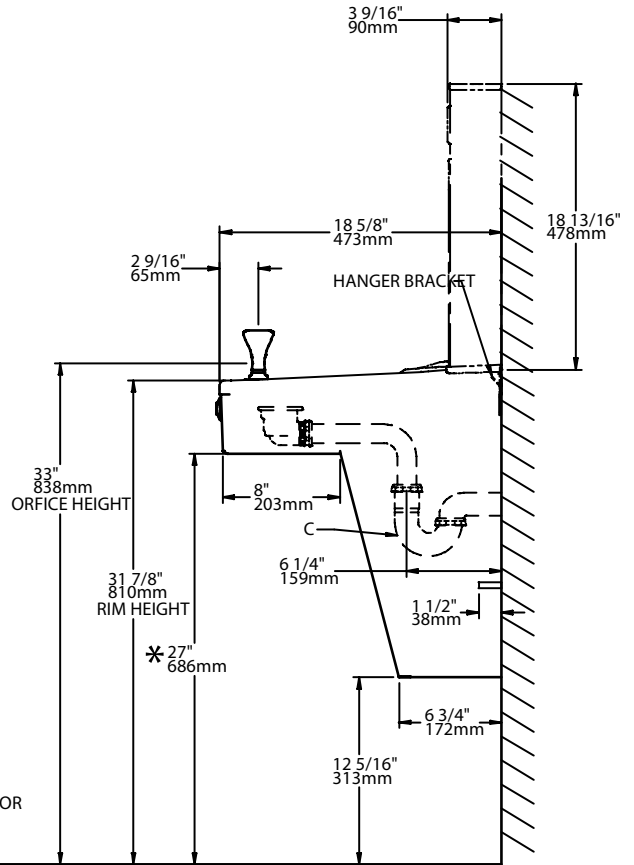 3 9/16"
90mm
18 13/16"
478mm
18 5/8"
473mm
2 9/16"
65mm
HANGER BRACKET
33"
838mm
ORFICE HEIGHT
8"
203mm
C
6 1/4"
159mm
31 7/8"
810mm
RIM HEIGHT
1 1/2"
38mm
* 27"
686mm
6 3/4"
172mm
12 5/16"
313mm
OR